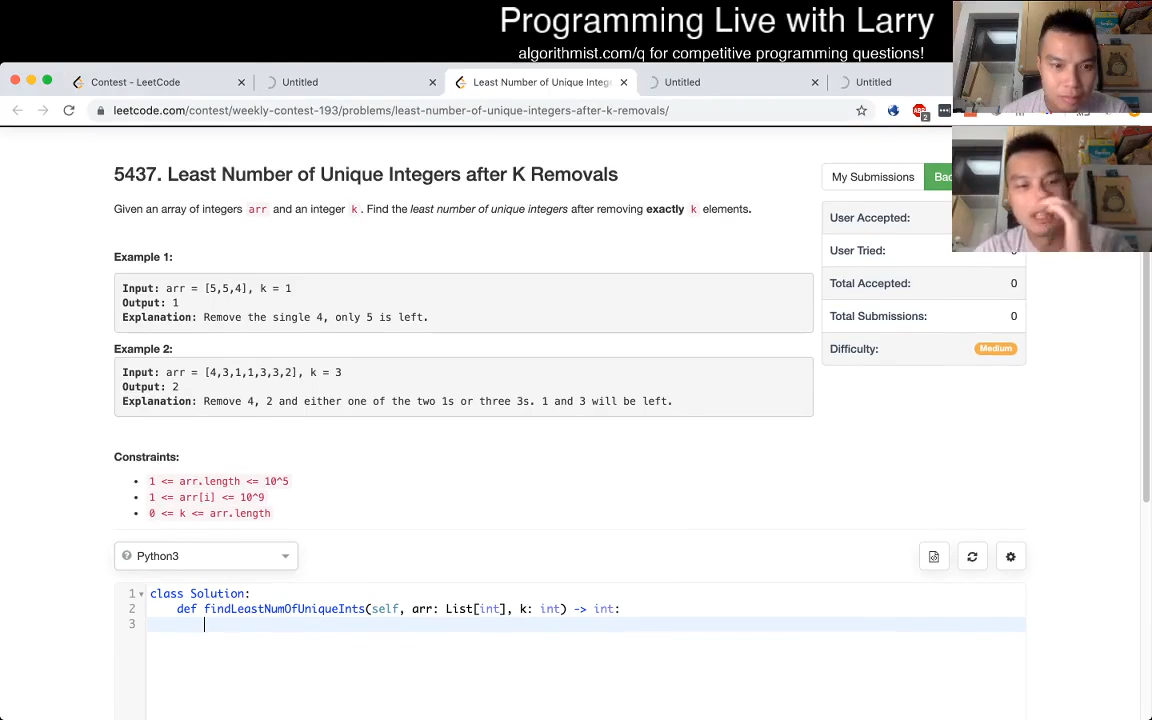 Programming Live with Larry
algorithmist.com/q for competitive programming questions!
Contest - LeetCode
Untitled
Least Number of Unique Integ
Untitled
Untitled
leetcode.com/contest/weekly-contest-193/problems/least-number-of-unique-integers-after-k-removals/
ABP
2
5437. Least Number of Unique Integers after K Removals
My Submissions
Bac
Given an array of integers arr and an integer k. Find the least number of unique integers after removing exactly k elements.
User Accepted:
User Tried:
Total Accepted: 0
Total Submissions: 0
Difficulty: Medium
Example 1:
Input: arr = [5,5,4], k = 1
Output: 1
Explanation: Remove the single 4, only 5 is left.
Example 2:
Input: arr = [4,3,1,1,3,3,2], k = 3
Output: 2
Explanation: Remove 4, 2 and either one of the two 1s or three 3s. 1 and 3 will be left.
Constraints:
1 <= arr.length <= 10^5
1 <= arr[i] <= 10^9
0 <= k <= arr.length
Python3
1 class Solution:
2 def findLeastNumOfUniqueInts(self, arr: List[int], k: int) -> int:
3